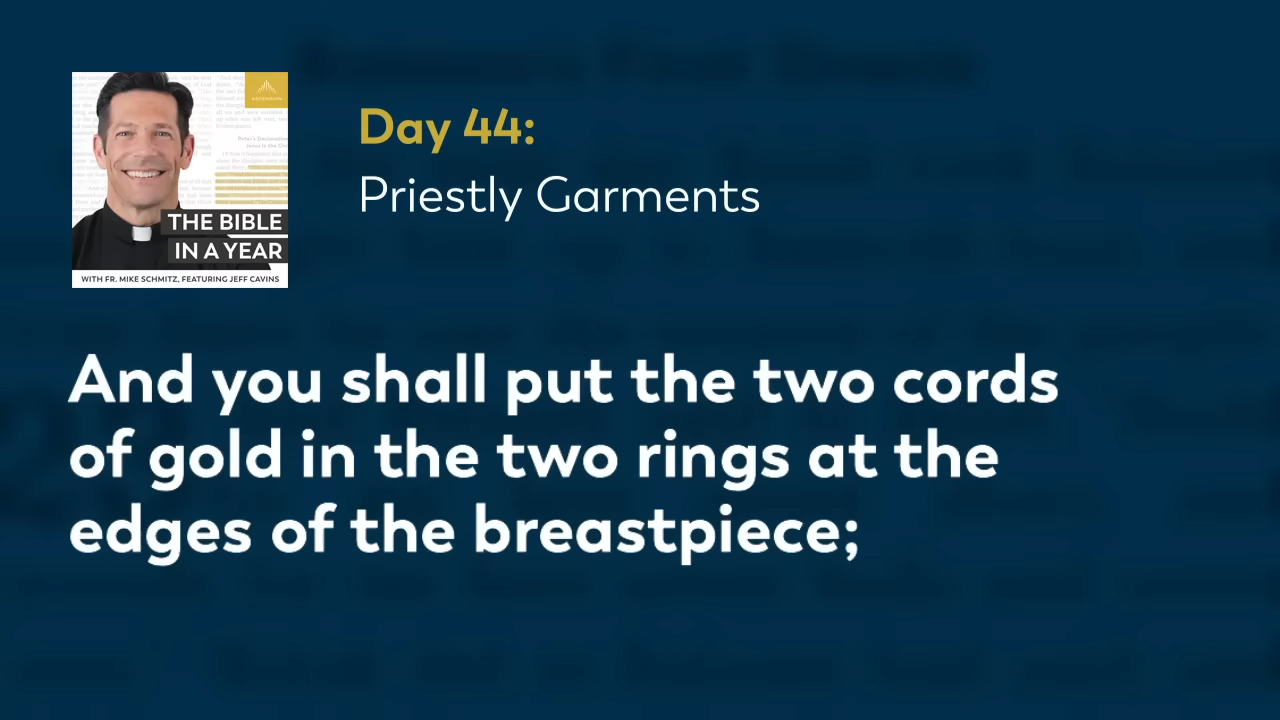 Day 44:
Priestly Garments
ASCENSION
THE BIBLE
IN A YEAR
WITH FR. MIKE SCHMITZ, FEATURING JEFF CAVINS
And you shall put the two cords
of gold in the two rings at the
edges of the breastpiece;